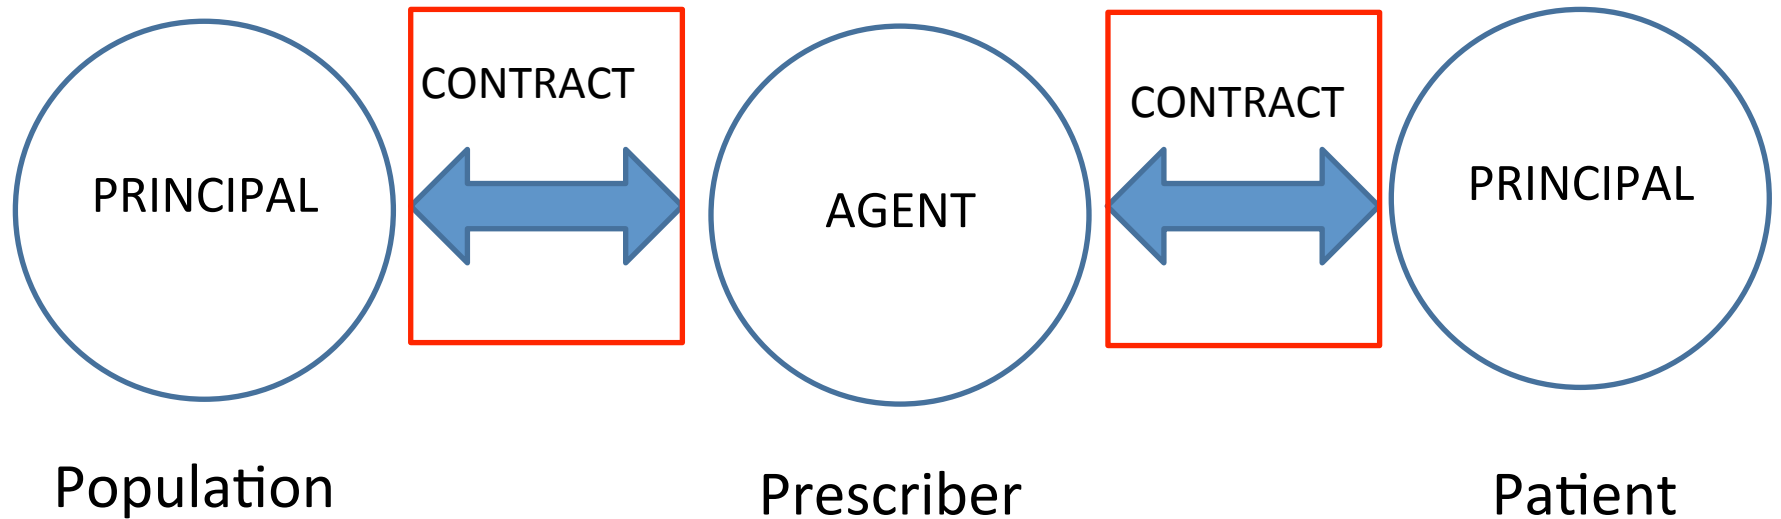 CONTRACT
CONTRACT
PRINCIPAL
AGENT
PRINCIPAL
Population
Prescriber
Patient